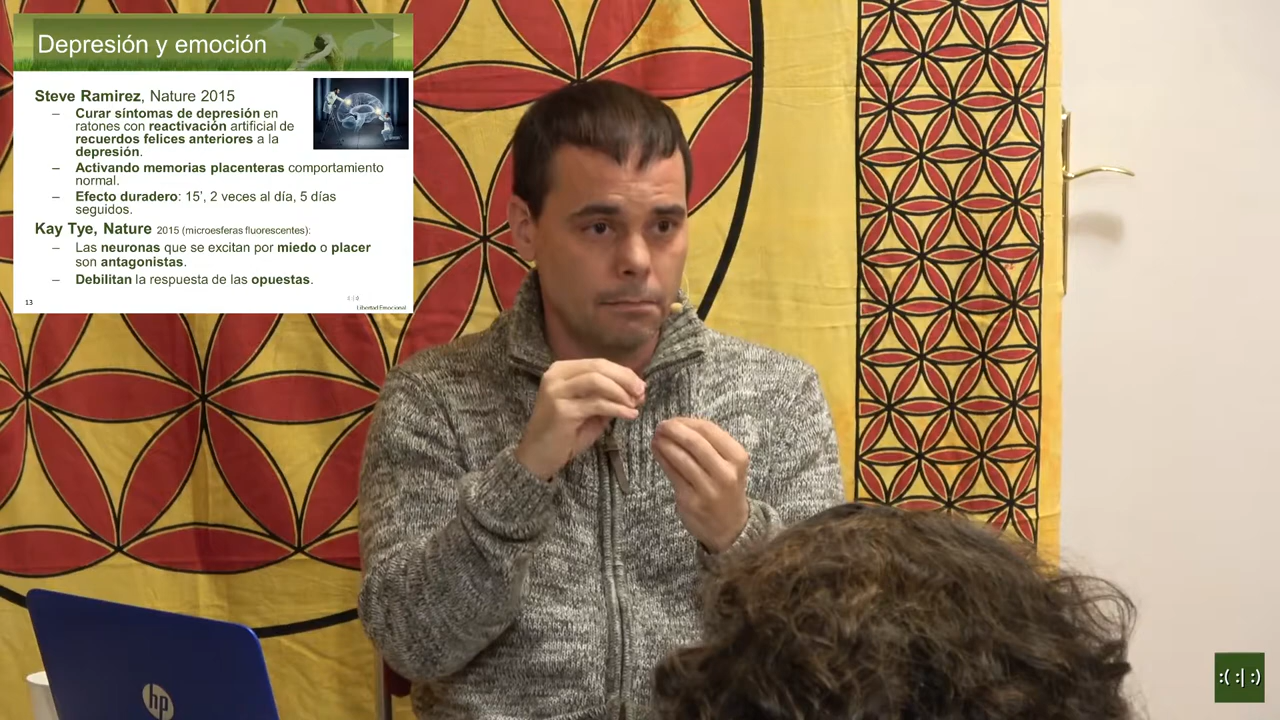 Depresión y emoción
Steve Ramirez, Nature 2015
– Curar síntomas de depresión en
ratones con reactivación artificial de
recuerdos felices anteriores a la
depresión.
– Activando memorias placenteras comportamiento
normal.
– Efecto duradero: 15', 2 veces al día, 5 días
seguidos.
Kay Tye, Nature 2015 (microesferas fluorescentes):
– Las neuronas que se excitan por miedo o placer
son antagonistas.
– Debilitan la respuesta de las opuestas.
13
:(:|:)
Libertad Emocional
hp
:( :| :)